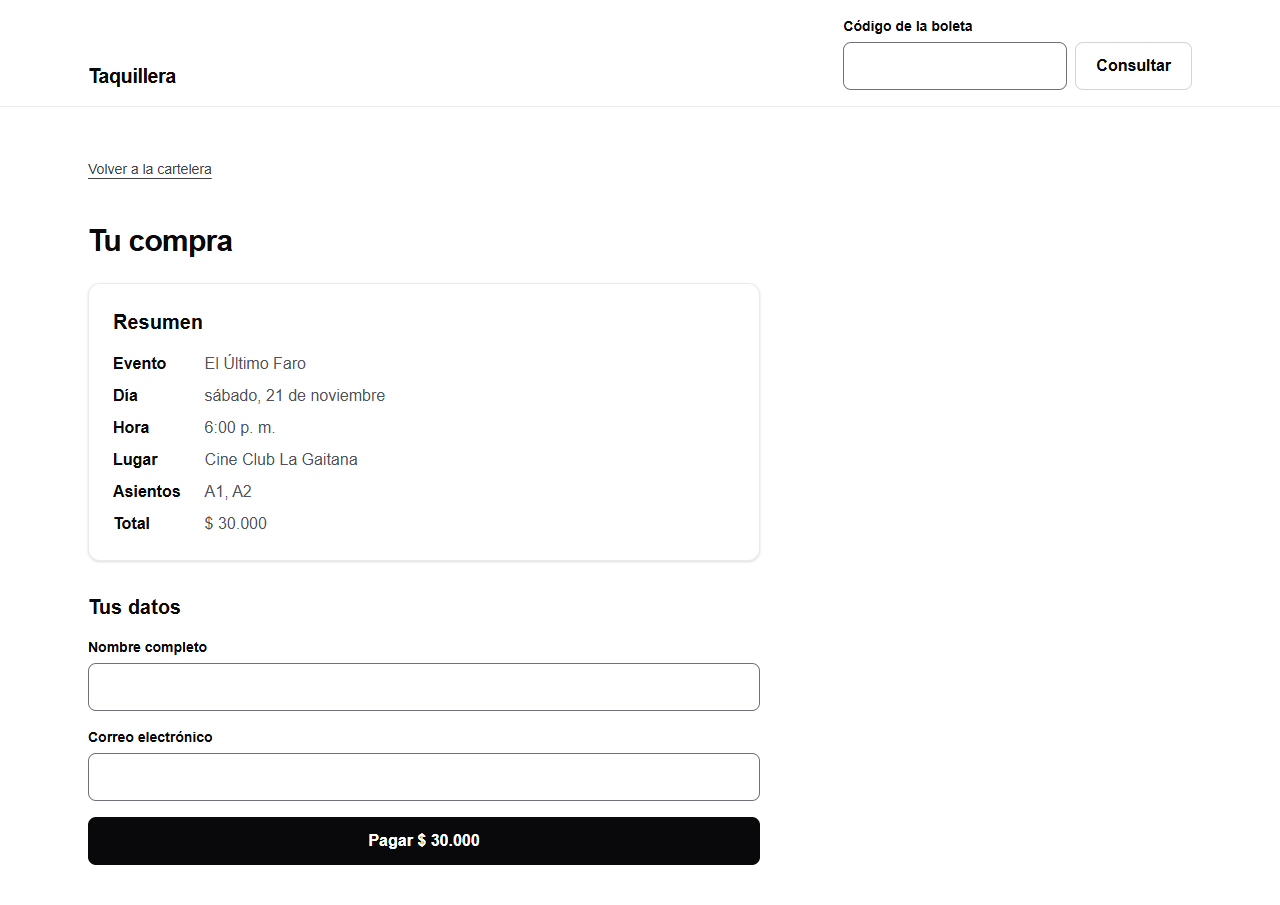 Código de la boleta
Taquillera
Consultar
Volver a la cartelera
Tu compra
Resumen
Evento El Último Faro
Día sábado, 21 de noviembre
Hora 6:00 p. m.
Lugar Cine Club La Gaitana
Asientos A1, A2
Total $ 30.000
Tus datos
Nombre completo
Correo electrónico
Pagar $ 30.000